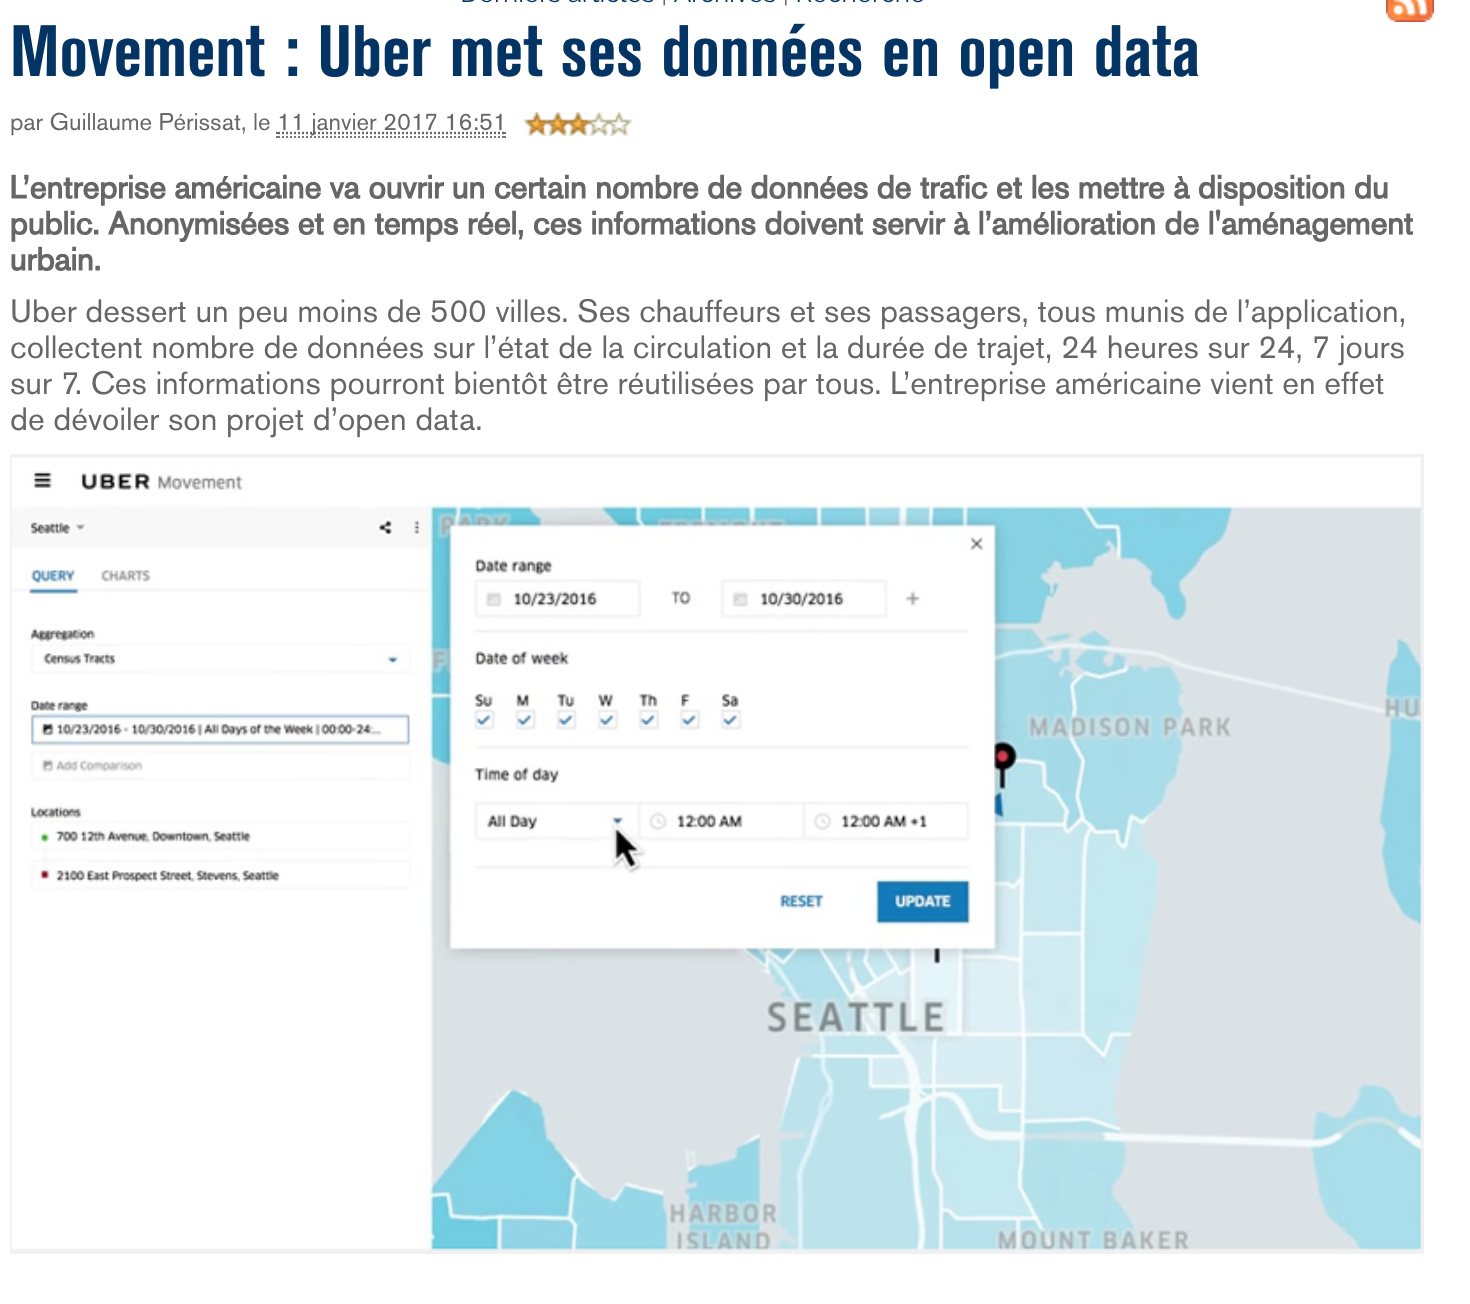 Derniers articles | Archives | Recherche
Movement : Uber met ses données en open data
par Guillaume Périssat, le 11 janvier 2017 16:51
L'entreprise américaine va ouvrir un certain nombre de données de trafic et les mettre à disposition du
public. Anonymisées et en temps réel, ces informations doivent servir à l'amélioration de l'aménagement
urbain.
Uber dessert un peu moins de 500 villes. Ses chauffeurs et ses passagers, tous munis de l'application,
collectent nombre de données sur l'état de la circulation et la durée de trajet, 24 heures sur 24, 7 jours
sur 7. Ces informations pourront bientôt être réutilisées par tous. L'entreprise américaine vient en effet
de dévoiler son projet d'open data.
UBER Movement
Seattle
QUERY CHARTS
Aggregation
Census Tracts
Date range
10/23/2016 - 10/30/2016 | All Days of the Week | 00:00-24:...
Add Comparison
Locations
700 12th Avenue, Downtown, Seattle
2100 East Prospect Street, Stevens, Seattle
PARK
FREMONT
Date range
10/23/2016 TO 10/30/2016 +
Date of week
Su M Tu W Th F Sa
Time of day
All Day 12:00 AM 12:00 AM +1
RESET UPDATE
F
MADISON PARK
HU
SEATTLE
HARBOR
ISLAND
MOUNT BAKER